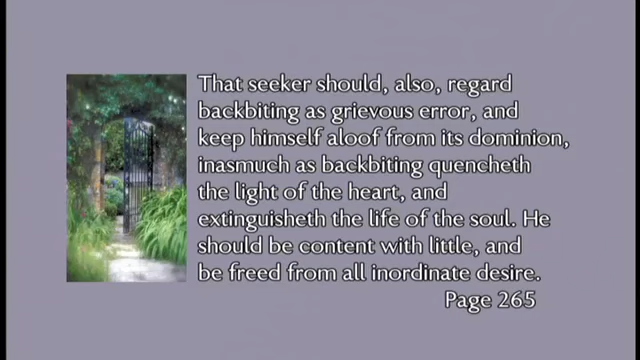 That seeker should, also, regard
backbiting as grievous error, and
keep himself aloof from its dominion,
inasmuch as backbiting quencheth
the light of the heart, and
extinguisheth the life of the soul. He
should be content with little, and
be freed from all inordinate desire.
Page 265